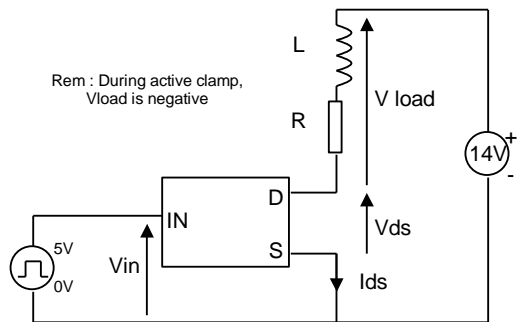 L
Rem : During active clamp,
Vload is negative
R
V load
14V
+
-
D
IN
S
Vds
Vin
Ids
5V
0V